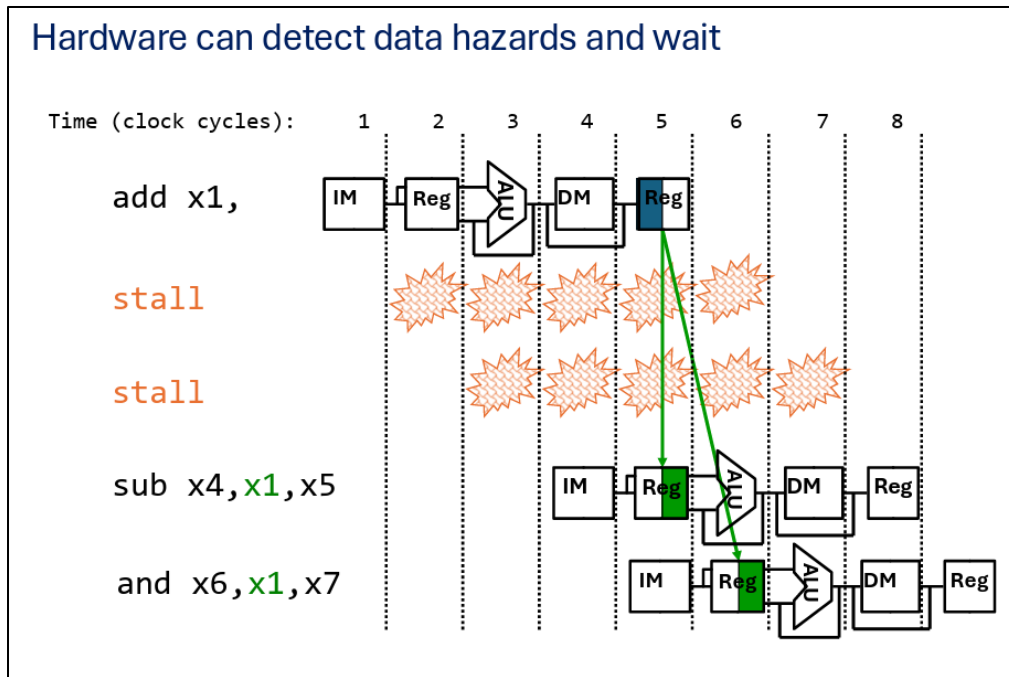 Hardware can detect data hazards and wait
Time (clock cycles): 1 2 3 4 5 6 7 8
add x1, IM Reg ALU DM Reg
stall
stall
sub x4,x1,x5 IM Reg ALU DM Reg
and x6,x1,x7 IM Reg ALU DM Reg